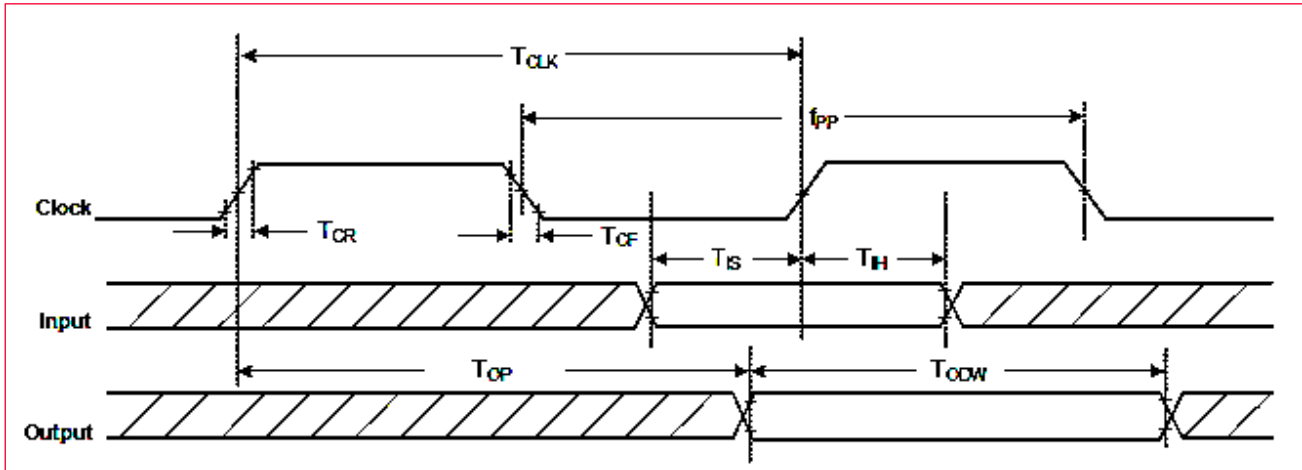 TCLK
fPP
Clock
TCR
TCF
TIS
TIH
Input
TOP
TODW
Output